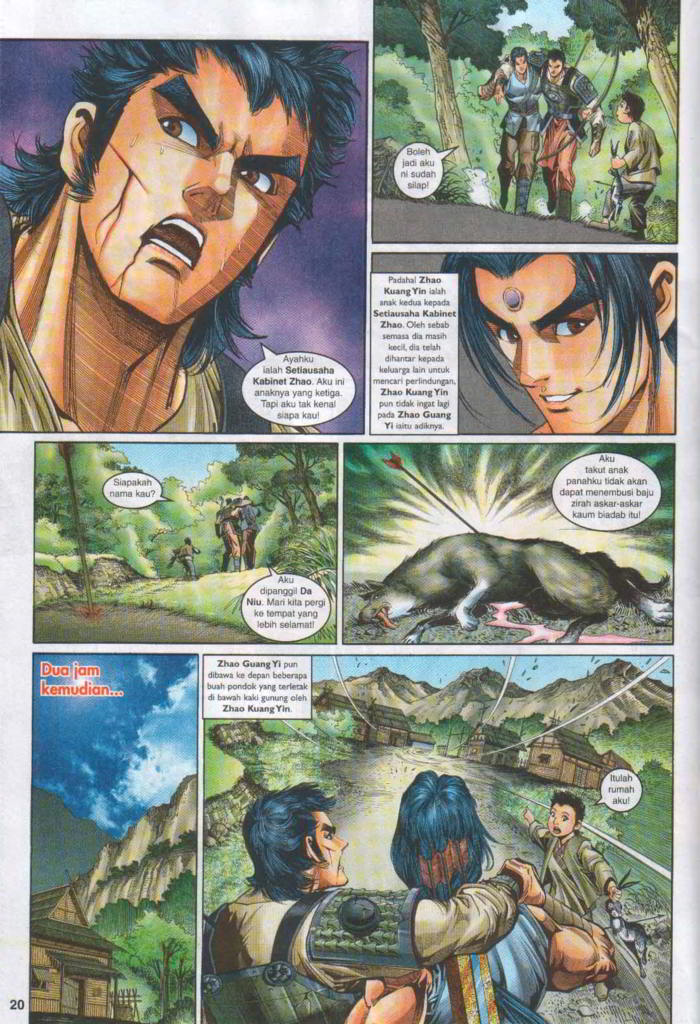 Ayahku
ialah Setiausaha
Kabinet Zhao. Aku ini
anaknya yang ketiga.
Tapi aku tak kenal
siapa kau!
Boleh
jadi aku
ni sudah
silap!
Padahal Zhao
Kuang Yin ialah
anak kedua kepada
Setiausaha Kabinet
Zhao. Oleh sebab
semasa dia masih
kecil, dia telah
dihantar kepada
keluarga lain untuk
mencari perlindungan,
Zhao Kuang Yin
pun tidak ingat lagi
pada Zhao Guang
Yi iaitu adiknya.
Siapakah
nama kau?
Aku
dipanggil Da
Niu. Mari kita pergi
ke tempat yang
lebih selamat!
Aku
takut anak
panahku tidak akan
dapat menembusi baju
zirah askar-askar
kaum biadab itu!
Dua jam
kemudian...
Zhao Guang Yi pun
dibawa ke depan beberapa
buah pondok yang terletak
di bawah kaki gunung oleh
Zhao Kuang Yin.
Itulah
rumah
aku!
20